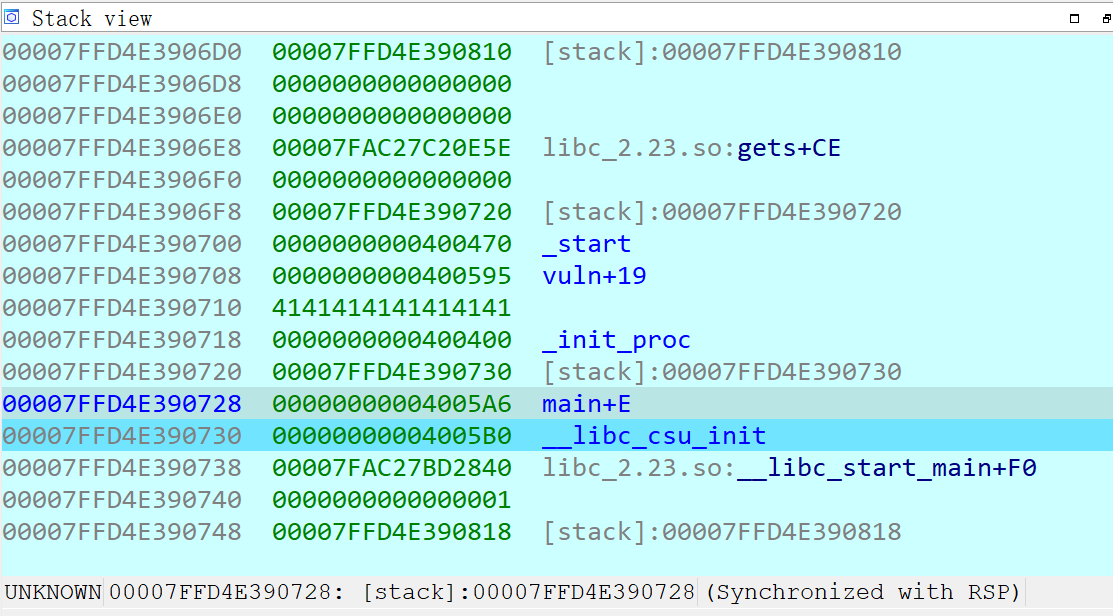 Stack view
00007FFD4E3906D0 00007FFD4E390810 [stack]:00007FFD4E390810
00007FFD4E3906D8 0000000000000000
00007FFD4E3906E0 0000000000000000
00007FFD4E3906E8 00007FAC27C20E5E libc_2.23.so:gets+CE
00007FFD4E3906F0 0000000000000000
00007FFD4E3906F8 00007FFD4E390720 [stack]:00007FFD4E390720
00007FFD4E390700 0000000000400470 _start
00007FFD4E390708 0000000000400595 vuln+19
00007FFD4E390710 4141414141414141
00007FFD4E390718 0000000000400400 _init_proc
00007FFD4E390720 00007FFD4E390730 [stack]:00007FFD4E390730
00007FFD4E390728 00000000004005A6 main+E
00007FFD4E390730 00000000004005B0 __libc_csu_init
00007FFD4E390738 00007FAC27BD2840 libc_2.23.so:__libc_start_main+F0
00007FFD4E390740 0000000000000001
00007FFD4E390748 00007FFD4E390818 [stack]:00007FFD4E390818
UNKNOWN 00007FFD4E390728: [stack]:00007FFD4E390728 (Synchronized with RSP)